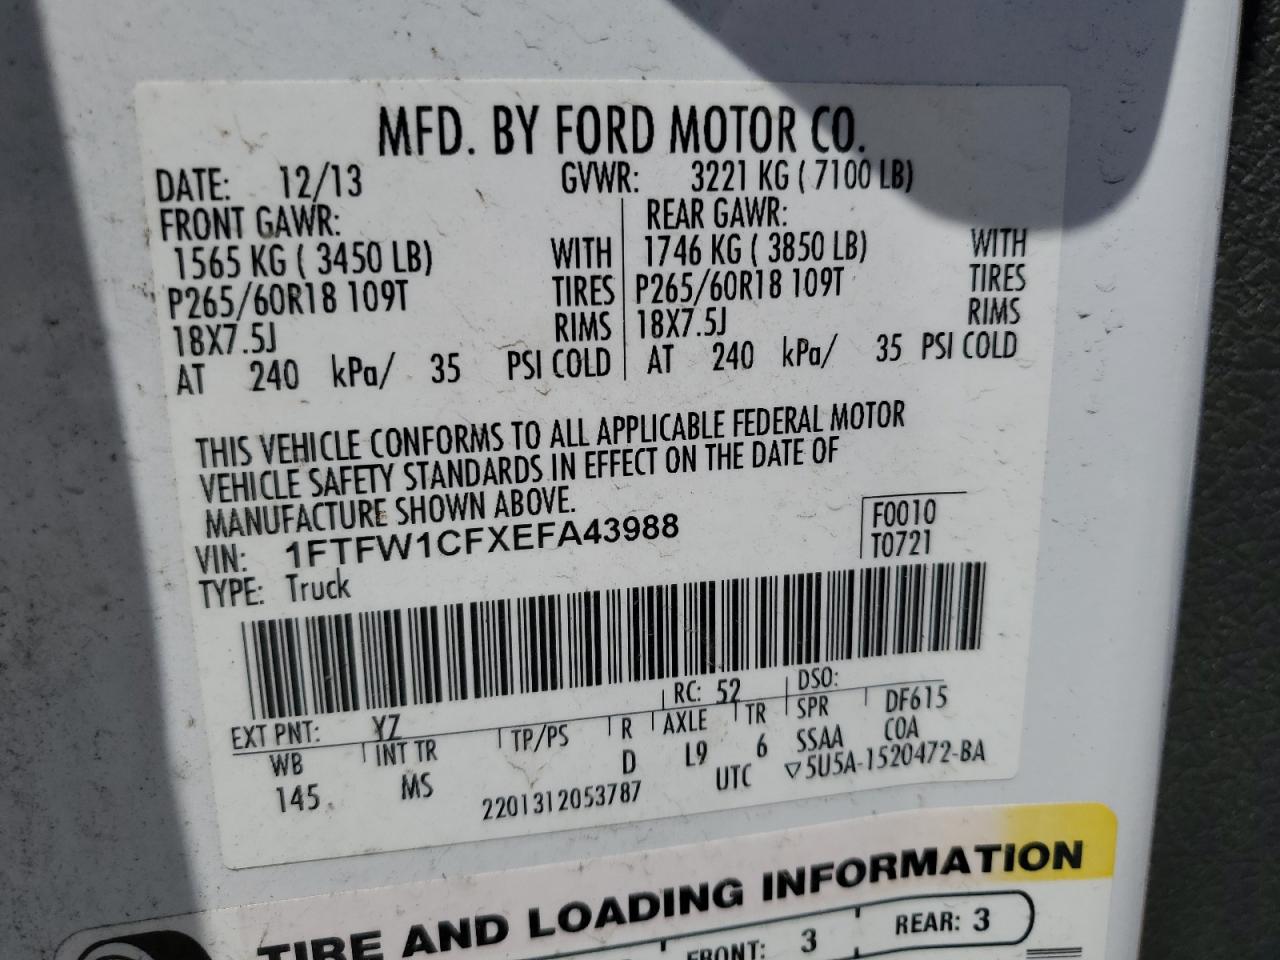 MFD. BY FORD MOTOR CO.
DATE: 12/13 GVWR: 3221 KG ( 7100 LB)
FRONT GAWR: REAR GAWR:
1565 KG ( 3450 LB) WITH 1746 KG ( 3850 LB) WITH
P265/60R18 109T TIRES P265/60R18 109T TIRES
18X7.5J RIMS 18X7.5J RIMS
AT 240 kPa/ 35 PSI COLD AT 240 kPa/ 35 PSI COLD
THIS VEHICLE CONFORMS TO ALL APPLICABLE FEDERAL MOTOR
VEHICLE SAFETY STANDARDS IN EFFECT ON THE DATE OF
MANUFACTURE SHOWN ABOVE.
VIN: 1FTFW1CFXEFA43988 F0010
TYPE: Truck T0721
EXT PNT: YZ RC: 52 DSO:
WB INT TR TP/PS R AXLE TR SPR DF615
145 MS D L9 6 SSAA COA
2201312053787 UTC ▽5U5A-1520472-BA
TIRE AND LOADING INFORMATION
FRONT: 3 REAR: 3